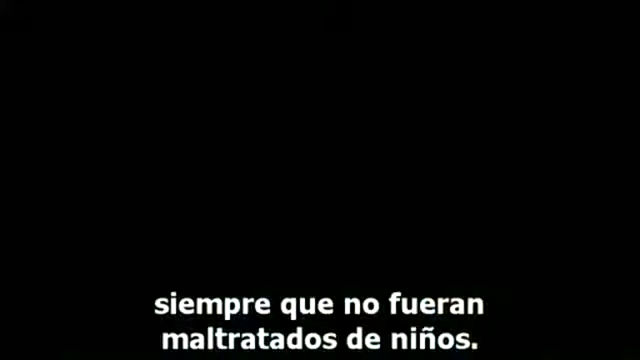 siempre que no fueran
maltratados de niños.